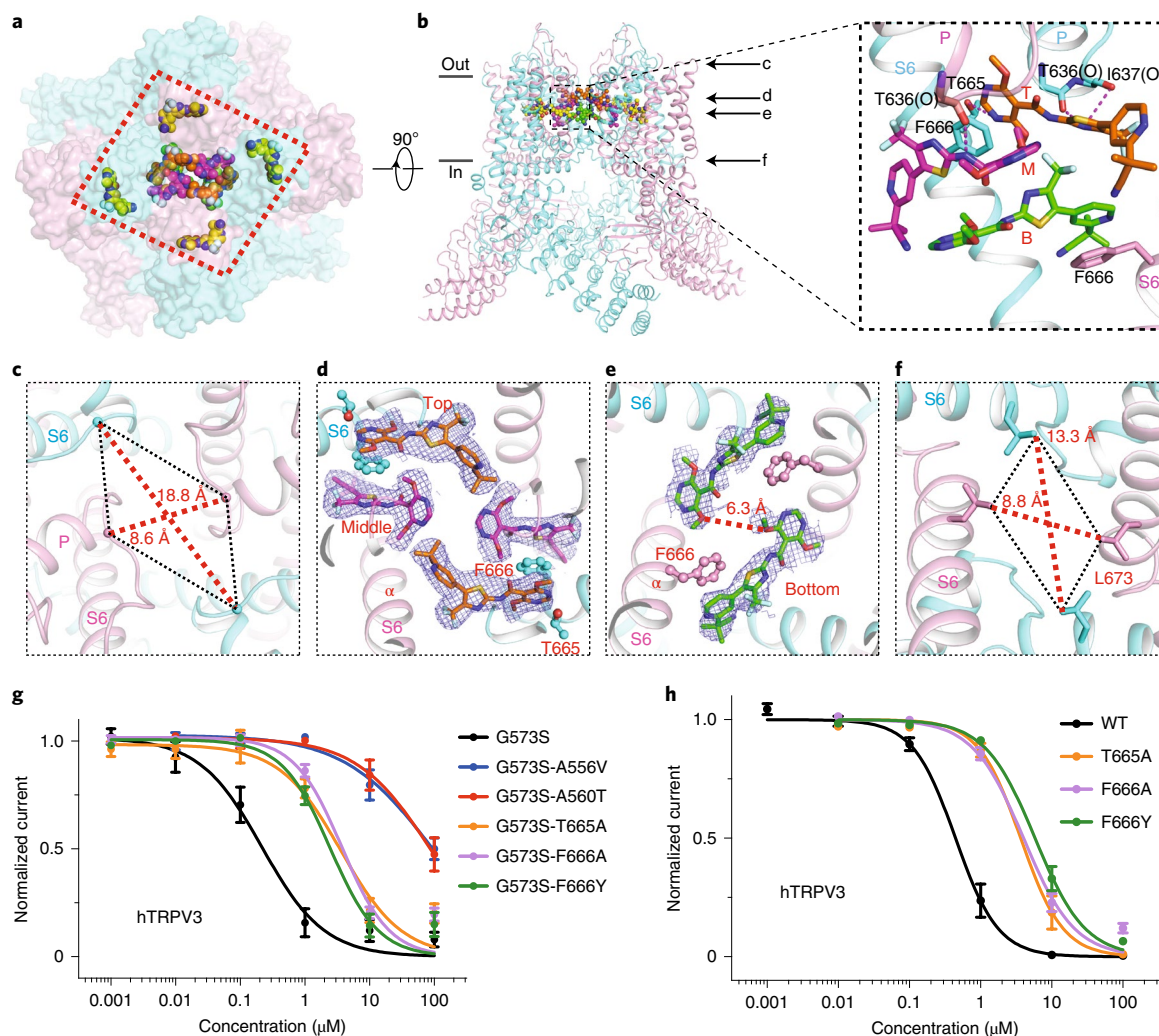 a
b
Out
In
90°
c
d
e
f
P
P
S6
T665
T636(O)
I637(O
T636(O)
T
F666
M
B
F666
S6
c
S6
18.8 Å
8.6 Å
P
S6
d
Top
S6
Middle
F666
α
S6
T665
e
S6
6.3 Å
F666
α
Bottom
S6
f
S6
13.3 Å
8.8 Å
L673
S6
g
Normalized current
1.0
0.5
0
hTRPV3
G573S
G573S-A556V
G573S-A560T
G573S-T665A
G573S-F666A
G573S-F666Y
0.001 0.01 0.1 1 10 100
Concentration (μM)
h
Normalized current
1.0
0.5
0
hTRPV3
WT
T665A
F666A
F666Y
0.001 0.01 0.1 1 10 100
Concentration (μM)